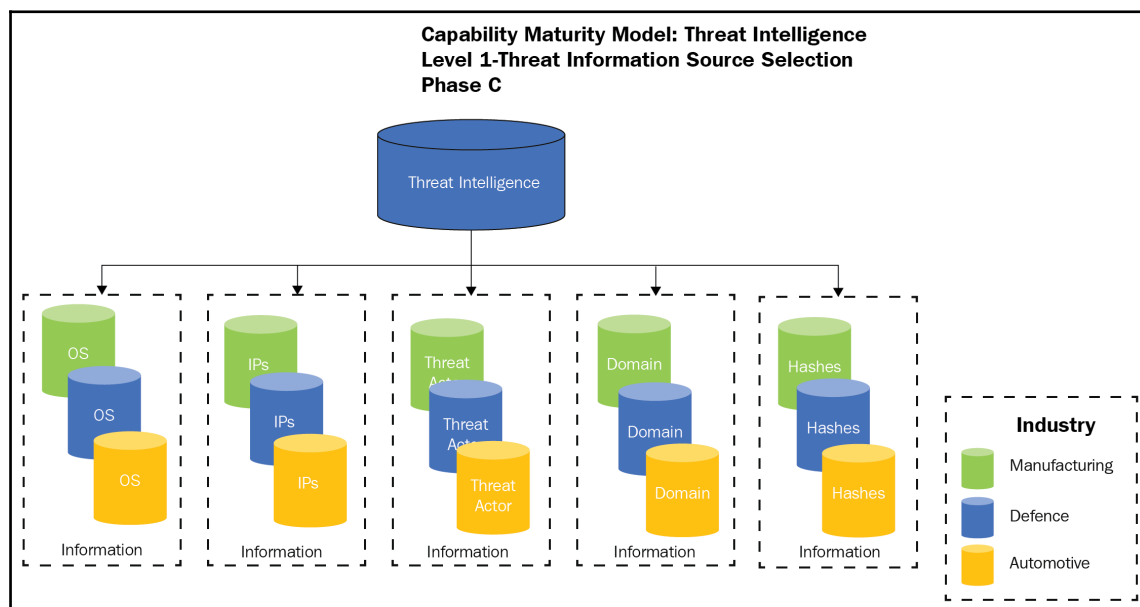 Capability Maturity Model: Threat Intelligence
Level 1-Threat Information Source Selection
Phase C
Threat Intelligence
OS
OS
OS
Information
IPs
IPs
IPs
Information
Threat
Actor
Threat
Actor
Threat
Actor
Information
Domain
Domain
Domain
Information
Hashes
Hashes
Hashes
Information
Industry
Manufacturing
Defence
Automotive